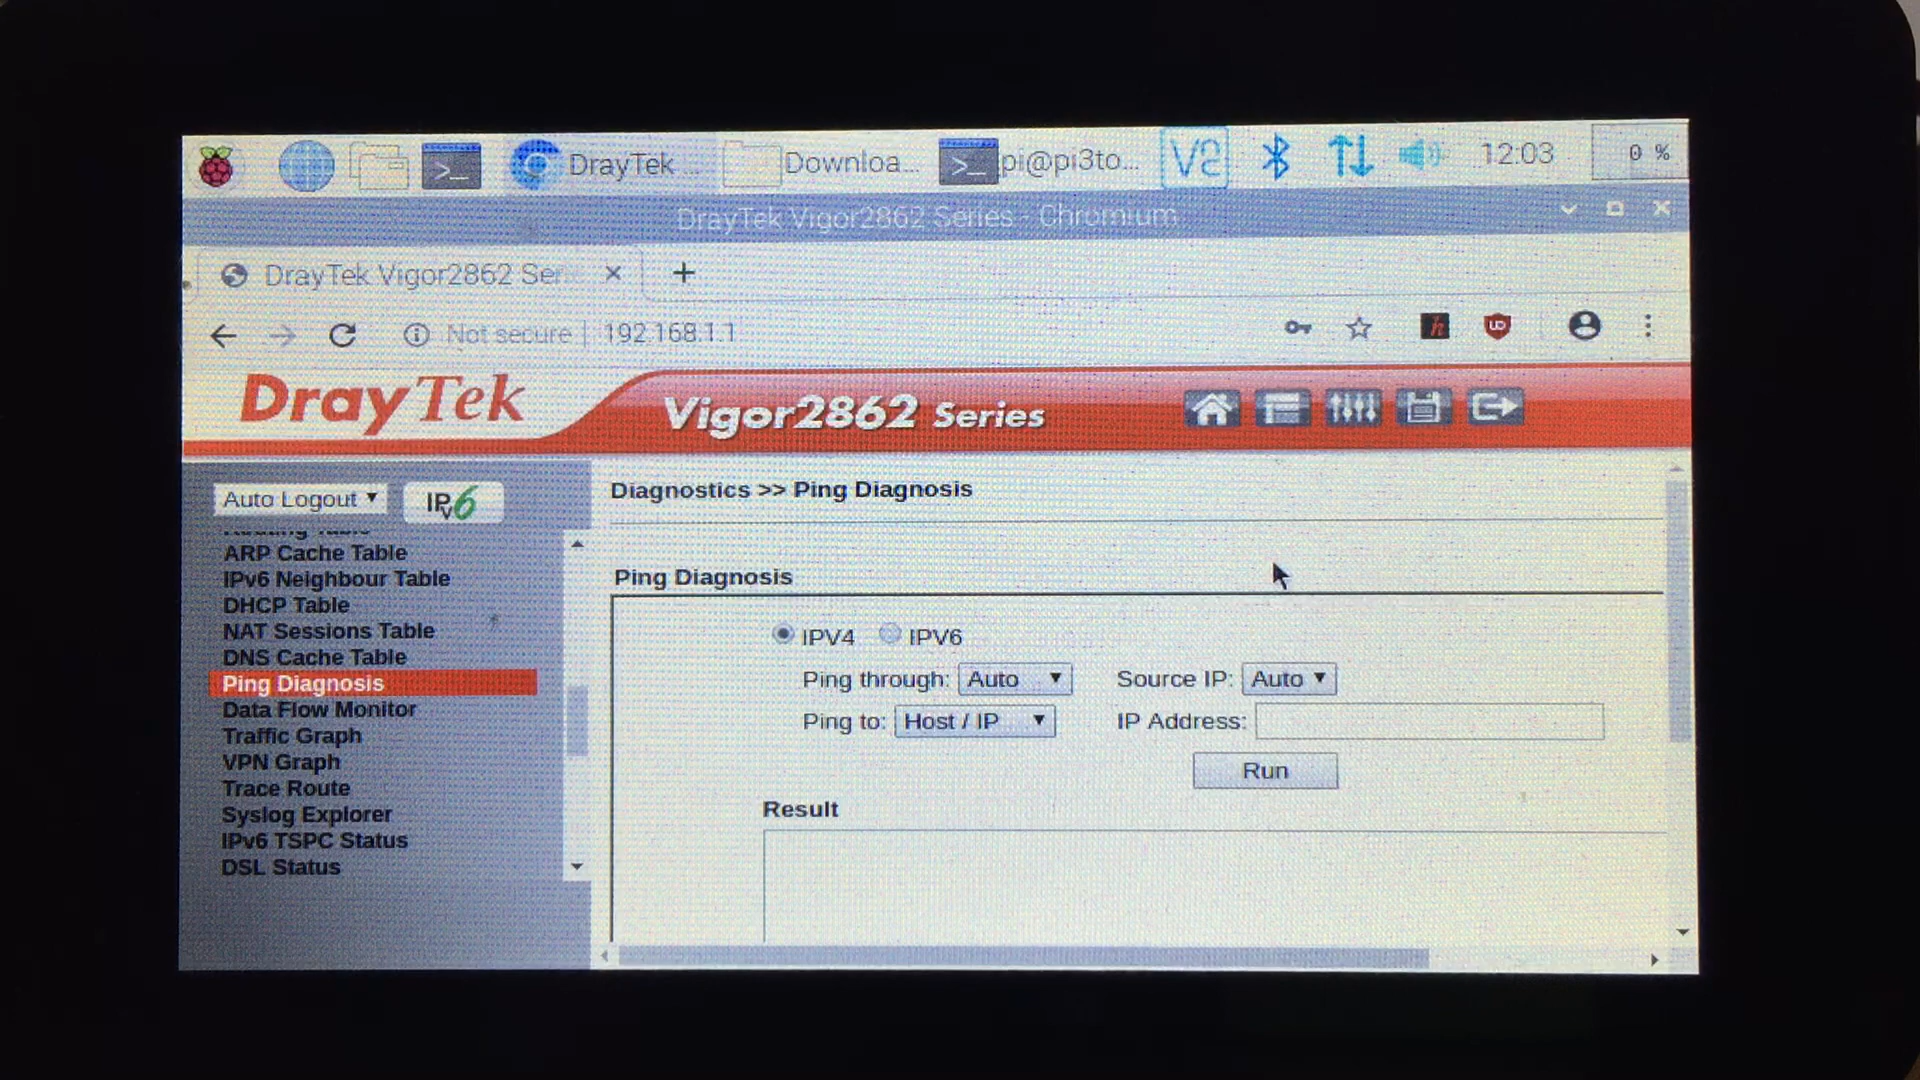 DrayTek ...
Downloa...
pi@pi3to...
V2
12:03
0 %
DrayTek Vigor2862 Series - Chromium
DrayTek Vigor2862 Seri
Not secure | 192.168.1.1
DrayTek
Vigor2862 Series
Auto Logout
IPv6
Routing Table
ARP Cache Table
IPv6 Neighbour Table
DHCP Table
NAT Sessions Table
DNS Cache Table
Ping Diagnosis
Data Flow Monitor
Traffic Graph
VPN Graph
Trace Route
Syslog Explorer
IPv6 TSPC Status
DSL Status
Diagnostics >> Ping Diagnosis
Ping Diagnosis
IPV4 IPV6
Ping through: Auto Source IP: Auto
Ping to: Host / IP IP Address:
Run
Result